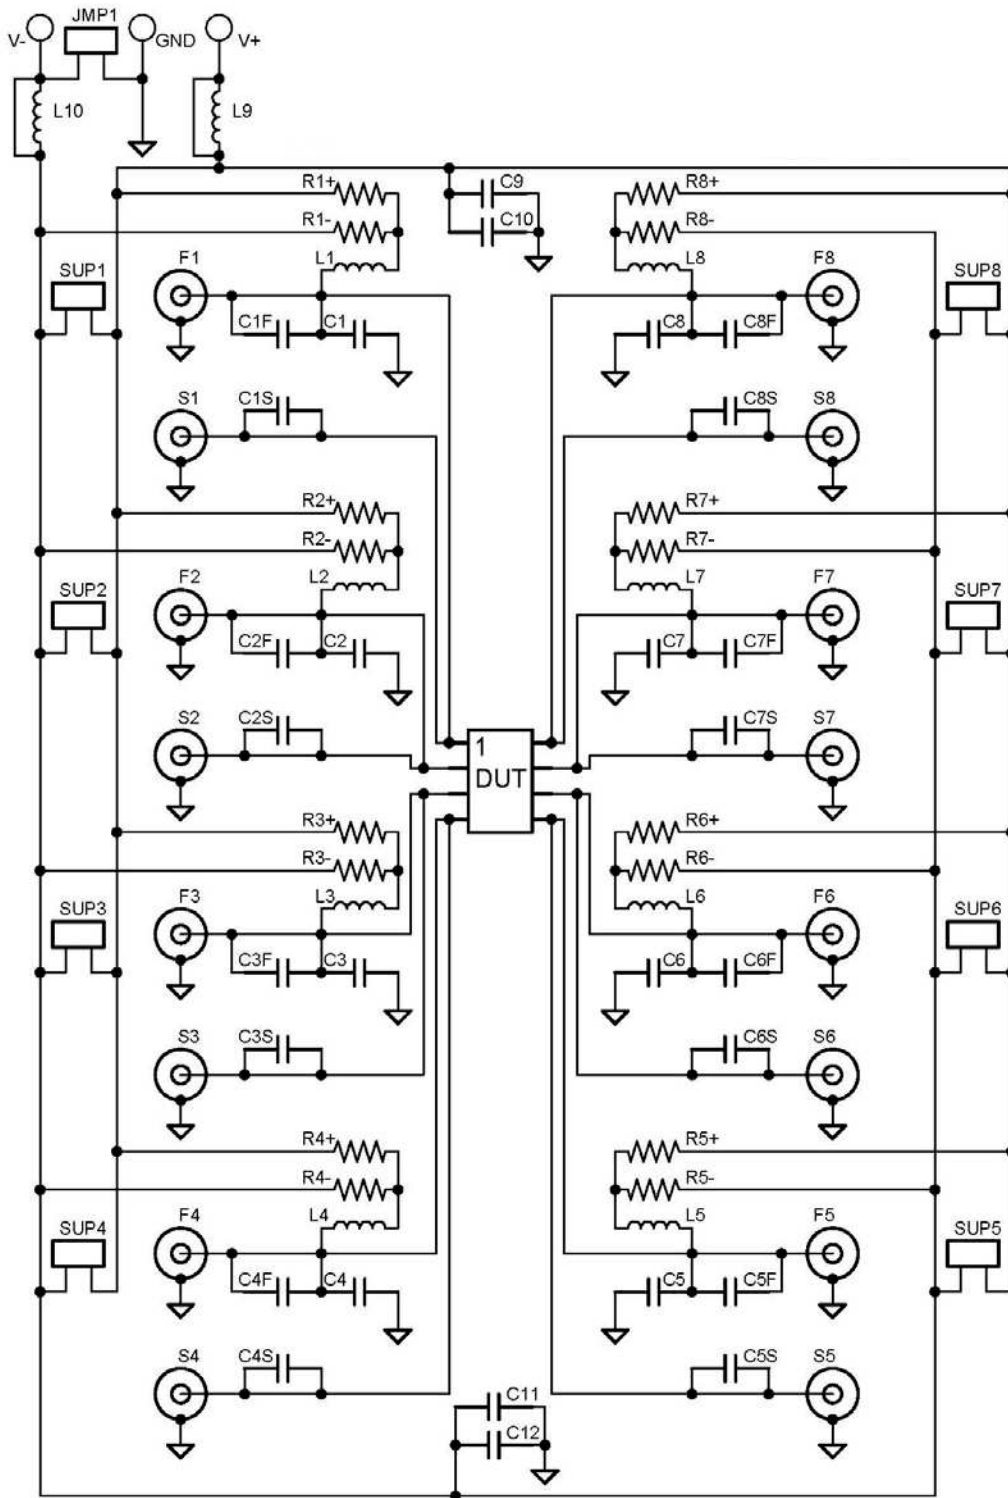 JMP1
V- GND V+
L10 L9
R1+ C9 R8+
R1- C10 R8-
SUP1 F1 L1 L8 F8 SUP8
C1F C1 C8 C8F
S1 C1S C8S S8
R2+ R7+
R2- R7-
SUP2 F2 L2 L7 F7 SUP7
C2F C2 C7 C7F
S2 C2S C7S S7
1
DUT
R3+ R6+
R3- R6-
SUP3 F3 L3 L6 F6 SUP6
C3F C3 C6 C6F
S3 C3S C6S S6
R4+ R5+
R4- R5-
SUP4 F4 L4 L5 F5 SUP5
C4F C4 C5 C5F
S4 C4S C5S S5
C11
C12